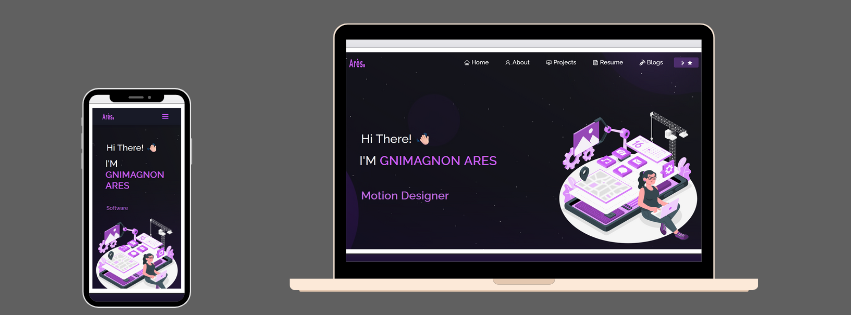 Arès.
Hi There! 👋🏻
I'M
GNIMAGNON
ARES
Software
Arès.
Home About Projects Resume Blogs
Hi There! 👋🏻
I'M GNIMAGNON ARES
Motion Designer